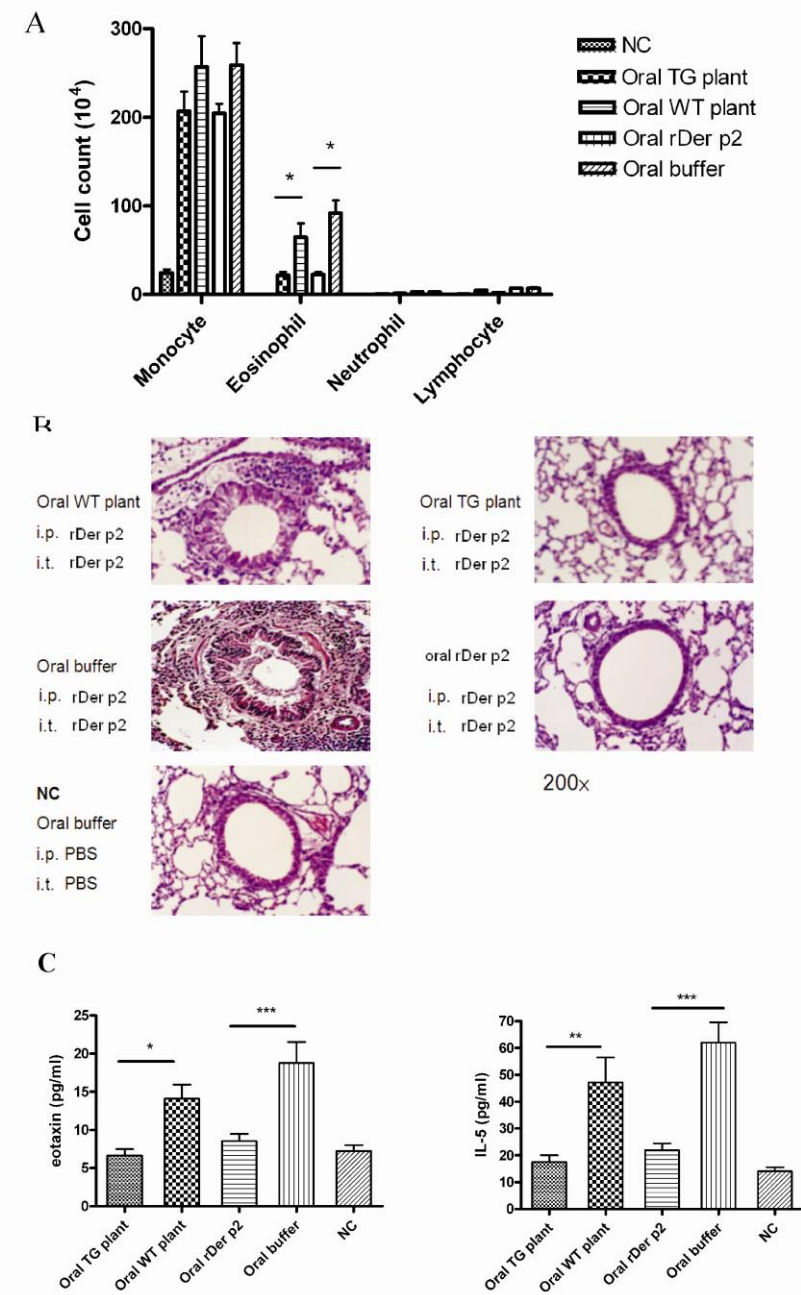 A
300
200
100
0
Cell count (10⁴)
Monocyte
Eosinophil
Neutrophil
Lymphocyte
*
*
NC
Oral TG plant
Oral WT plant
Oral rDer p2
Oral buffer
Oral WT plant
i.p. rDer p2
i.t. rDer p2
Oral TG plant
i.p. rDer p2
i.t. rDer p2
Oral buffer
i.p. rDer p2
i.t. rDer p2
oral rDer p2
i.p. rDer p2
i.t. rDer p2
NC
Oral buffer
i.p. PBS
i.t. PBS
200x
C
25
20
15
10
5
0
eotaxin (pg/ml)
*
***
Oral TG plant
Oral WT plant
Oral rDer p2
Oral buffer
NC
70
60
50
40
30
20
10
0
IL-5 (pg/ml)
**
***
Oral TG plant
Oral WT plant
Oral rDer p2
Oral buffer
NC